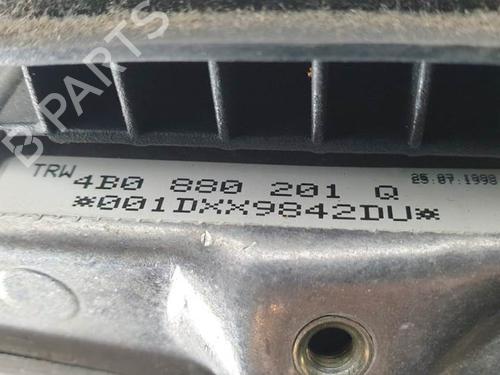 B-PARTS
TRW 4B0 880 201 Q 25.07.1998
*001DXX9842DU*